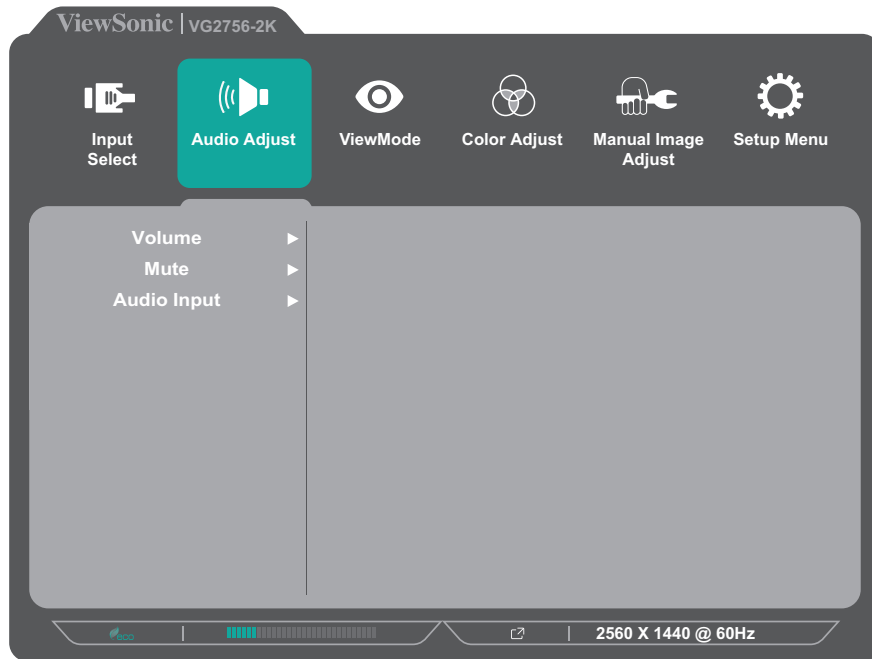 ViewSonic | VG2756-2K
Input
Select
Audio Adjust
ViewMode
Color Adjust
Manual Image
Adjust
Setup Menu
Volume ▶
Mute ▶
Audio Input ▶
eco
2560 X 1440 @ 60Hz